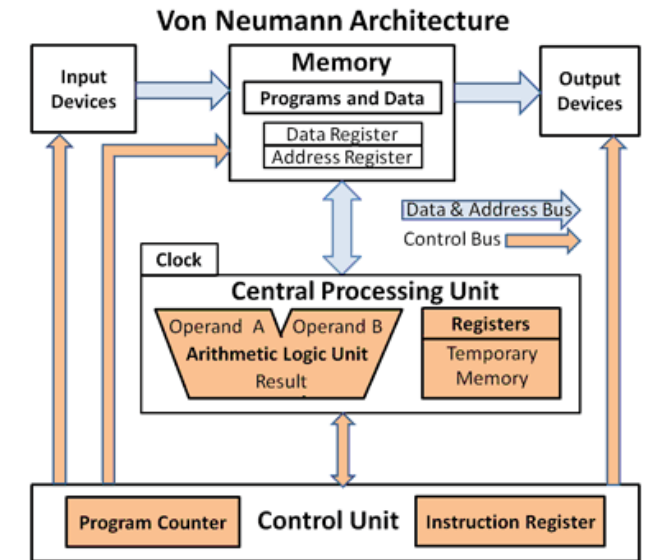 Von Neumann Architecture
Input
Devices
Memory
Programs and Data
Data Register
Address Register
Output
Devices
Data & Address Bus
Control Bus
Clock
Central Processing Unit
Operand A Operand B
Arithmetic Logic Unit
Result
Registers
Temporary
Memory
Program Counter
Control Unit
Instruction Register